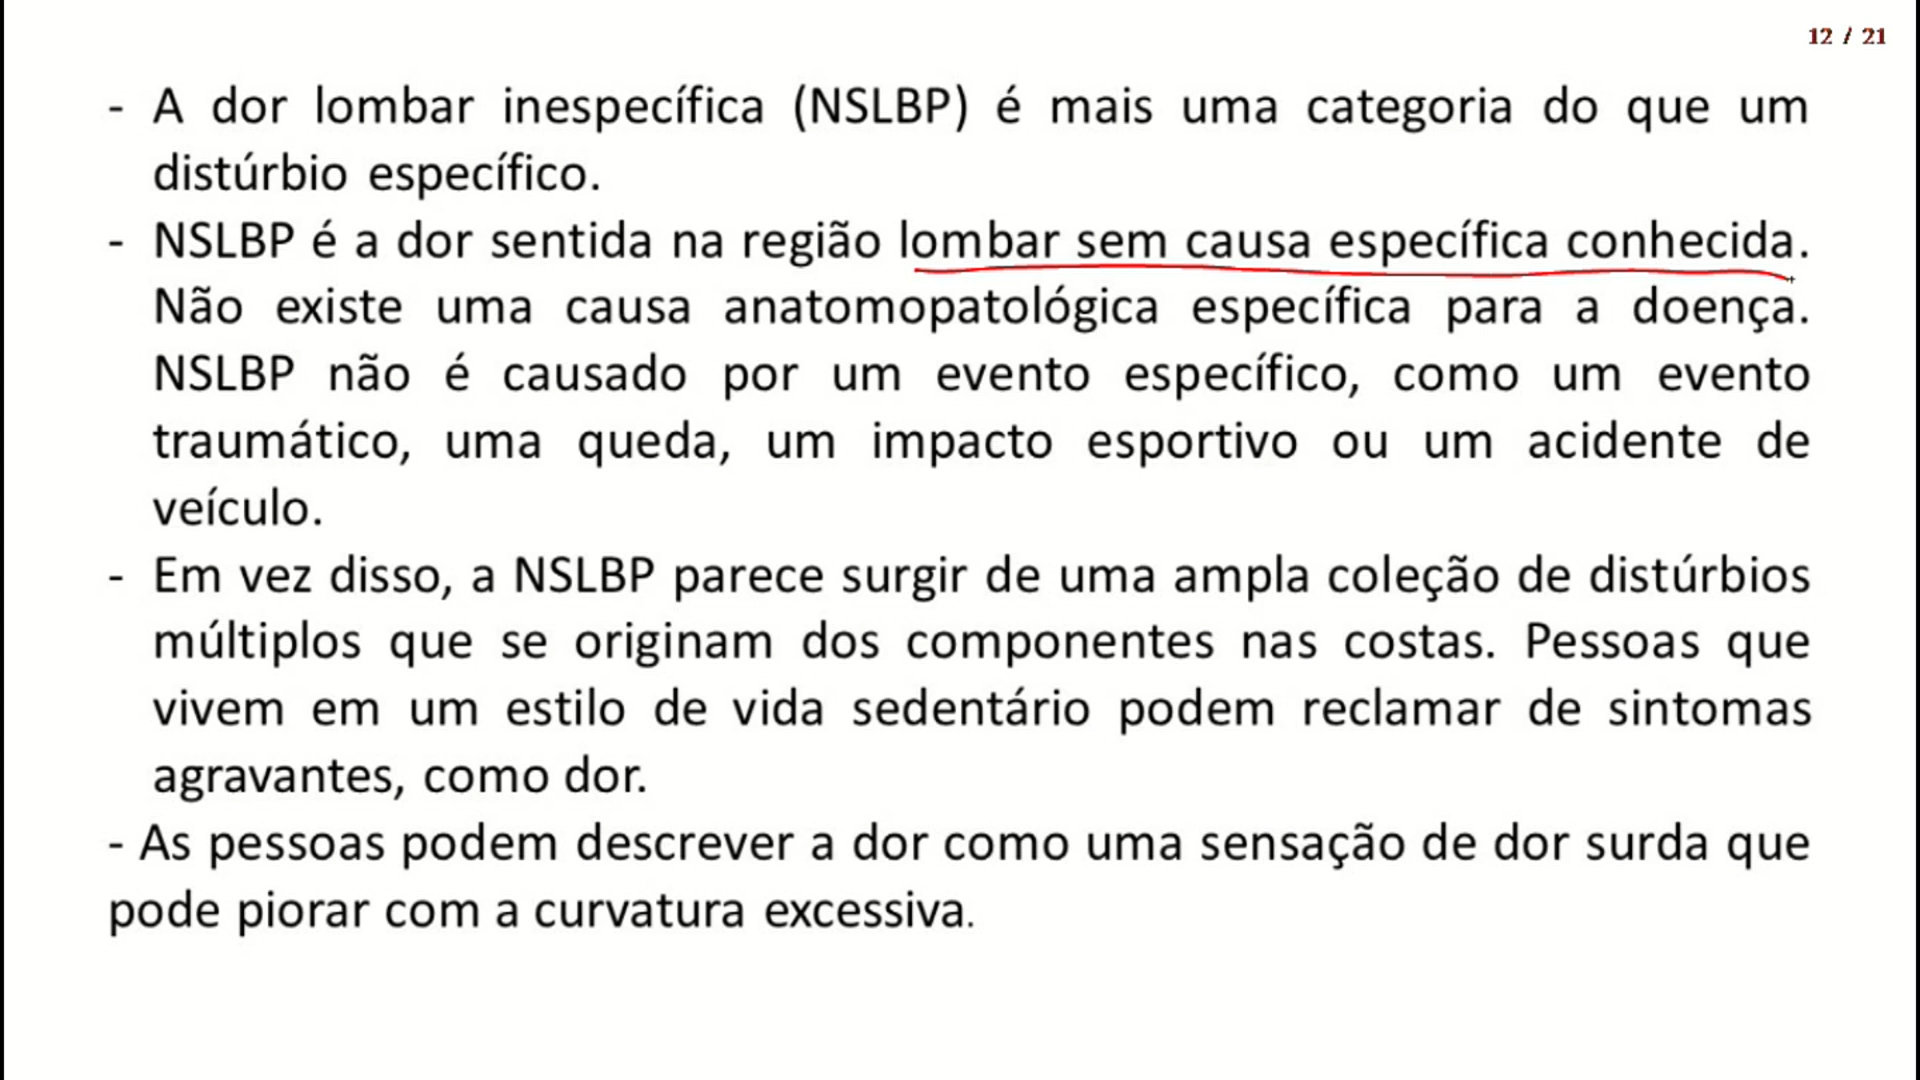 12 / 21
- A dor lombar inespecífica (NSLBP) é mais uma categoria do que um
distúrbio específico.
- NSLBP é a dor sentida na região lombar sem causa específica conhecida.
Não existe uma causa anatomopatológica específica para a doença.
NSLBP não é causado por um evento específico, como um evento
traumático, uma queda, um impacto esportivo ou um acidente de
veículo.
- Em vez disso, a NSLBP parece surgir de uma ampla coleção de distúrbios
múltiplos que se originam dos componentes nas costas. Pessoas que
vivem em um estilo de vida sedentário podem reclamar de sintomas
agravantes, como dor.
- As pessoas podem descrever a dor como uma sensação de dor surda que
pode piorar com a curvatura excessiva.